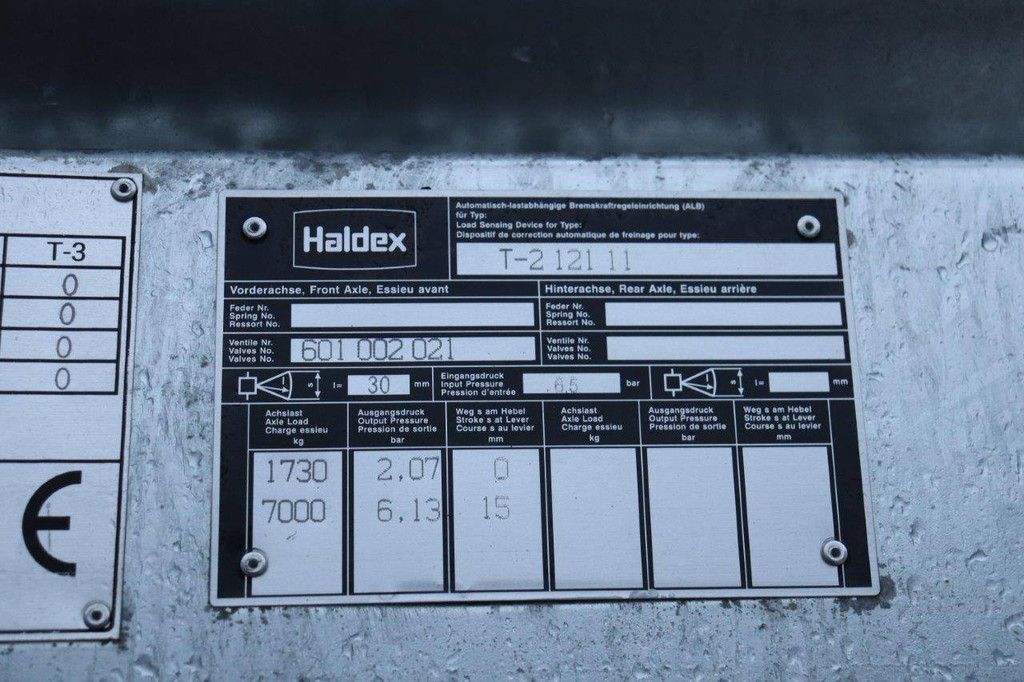 T-3
0
0
0
0
CE
Haldex
Automatisch-lastabhängige Bremskraftregeleinrichtung (ALB)
für Typ:
Load Sensing Device for Type:
Dispositif de correction automatique de freinage pour type:
T-2 121 11
Vorderachse, Front Axle, Essieu avant
Hinterachse, Rear Axle, Essieu arrière
Feder Nr.
Spring No.
Ressort No.
Feder Nr.
Spring No.
Ressort No.
Ventile Nr.
Valves No.
Valves No.
601 002 021
Ventile Nr.
Valves No.
Valves No.
l s l= 30 mm
Eingangsdruck
Input Pressure
Pression d'entrée
6.5 bar
l s l= mm
Achslast
Axle Load
Charge essieu
kg
Ausgangsdruck
Output Pressure
Pression de sortie
bar
Weg s am Hebel
Stroke s at Lever
Course s au levier
mm
Achslast
Axle Load
Charge essieu
kg
Ausgangsdruck
Output Pressure
Pression de sortie
bar
Weg s am Hebel
Stroke s at Lever
Course s au levier
mm
1730 2,07 0
7000 6,13 15